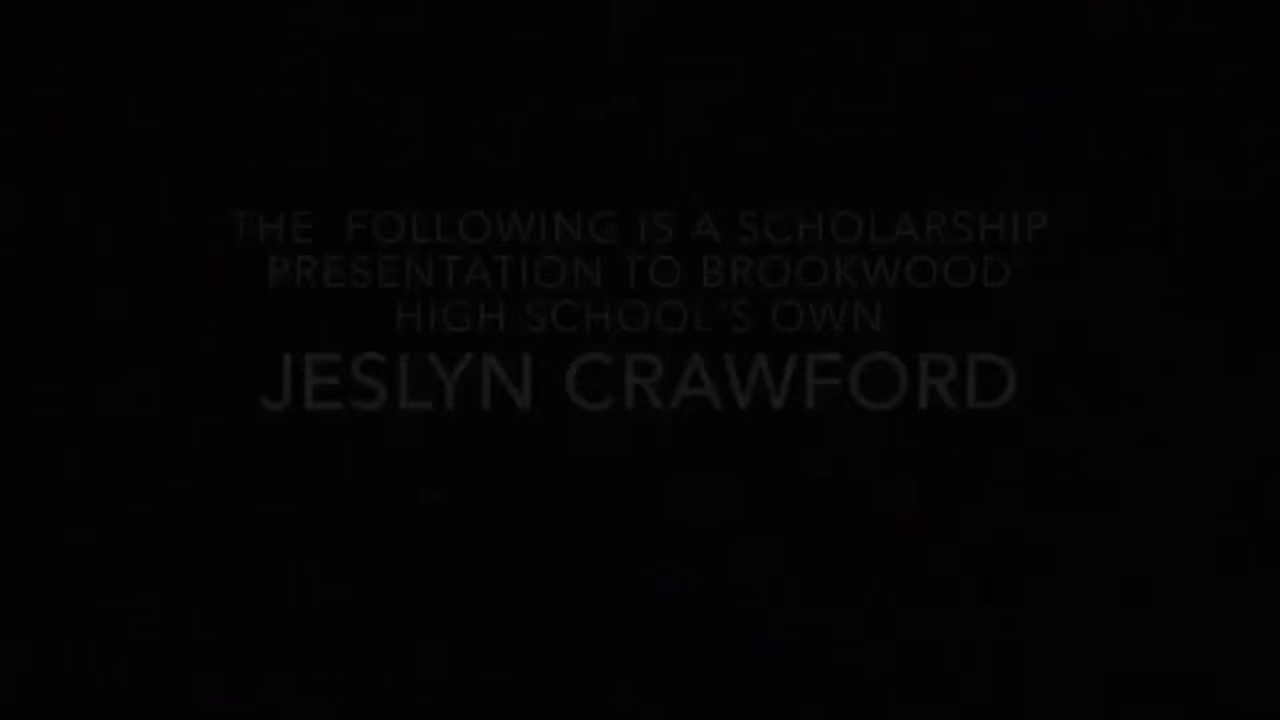 THE FOLLOWING IS A SCHOLARSHIP
PRESENTATION TO BROOKWOOD
HIGH SCHOOL'S OWN
JESLYN CRAWFORD